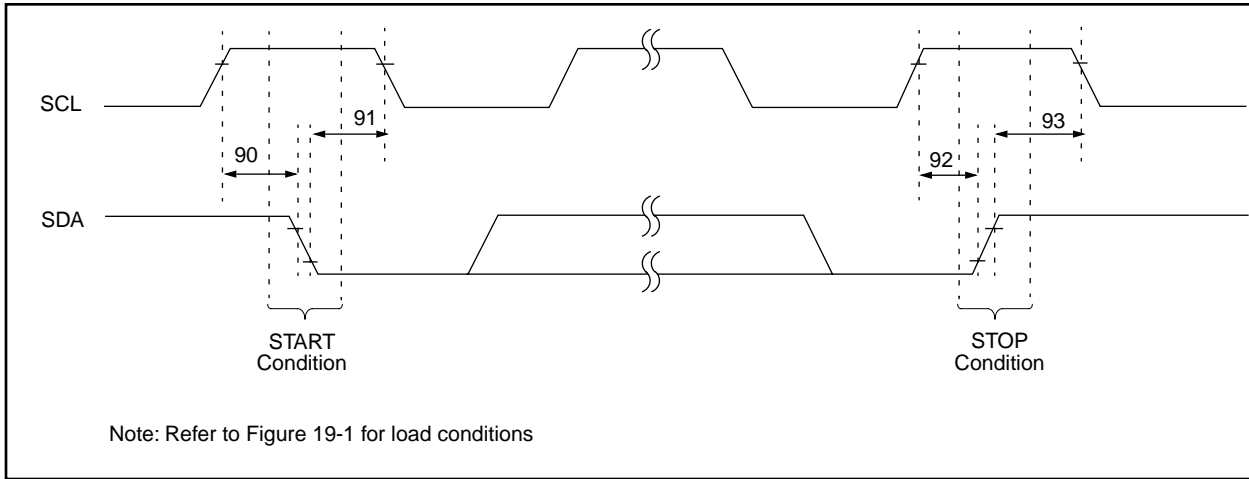 SCL
91
93
90
92
SDA
START
Condition
STOP
Condition
Note: Refer to Figure 19-1 for load conditions